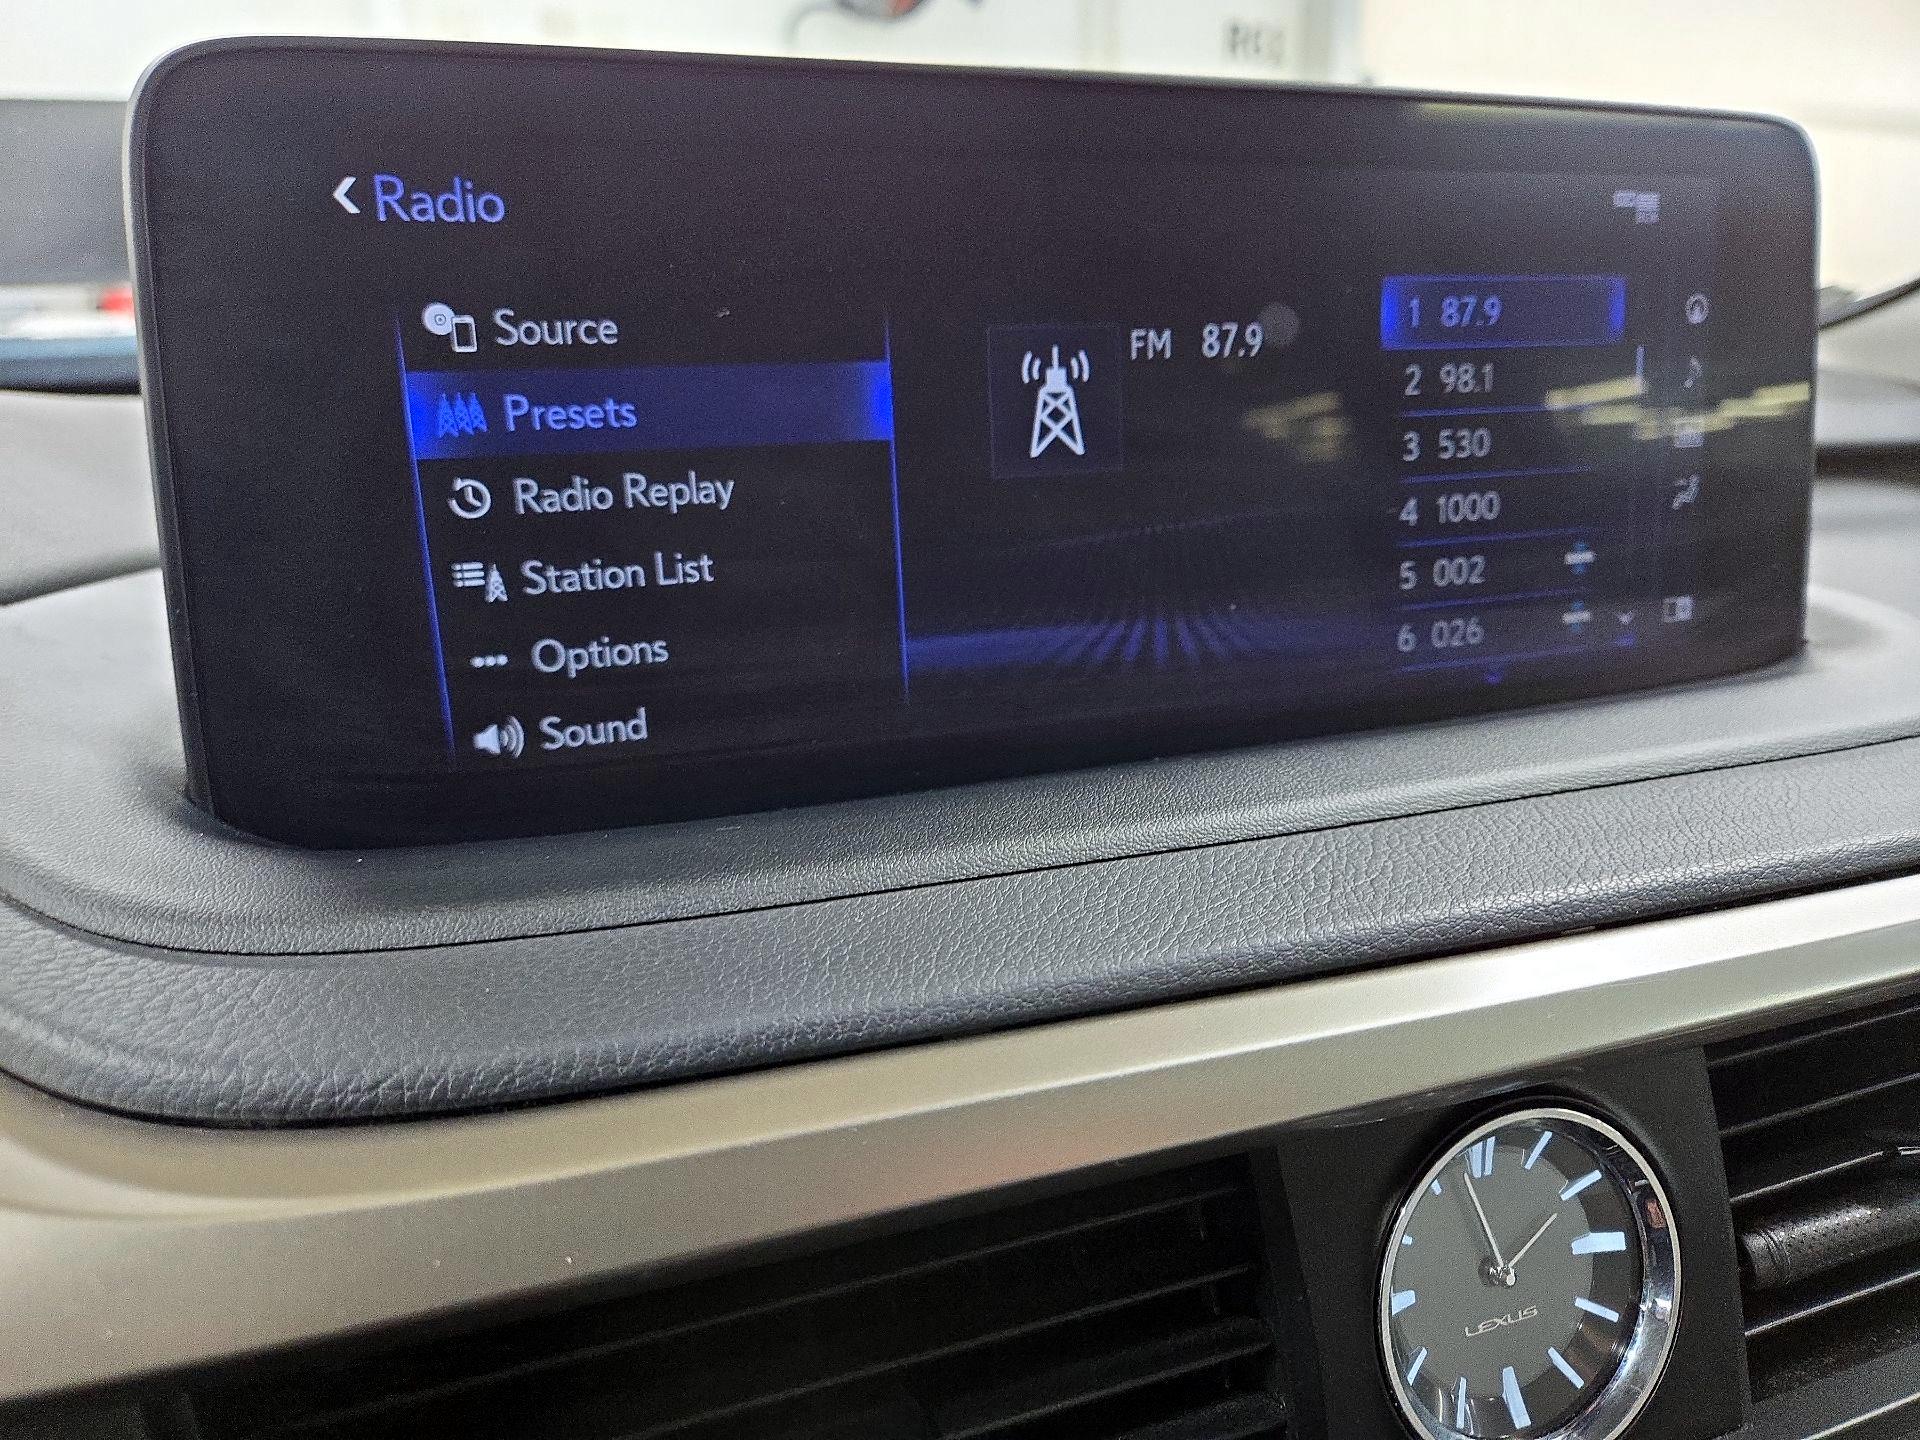 Radio
Source
Presets
Radio Replay
Station List
Options
Sound
FM 87.9
1 87.9
2 98.1
3 530
4 1000
5 002
6 026
LEXUS